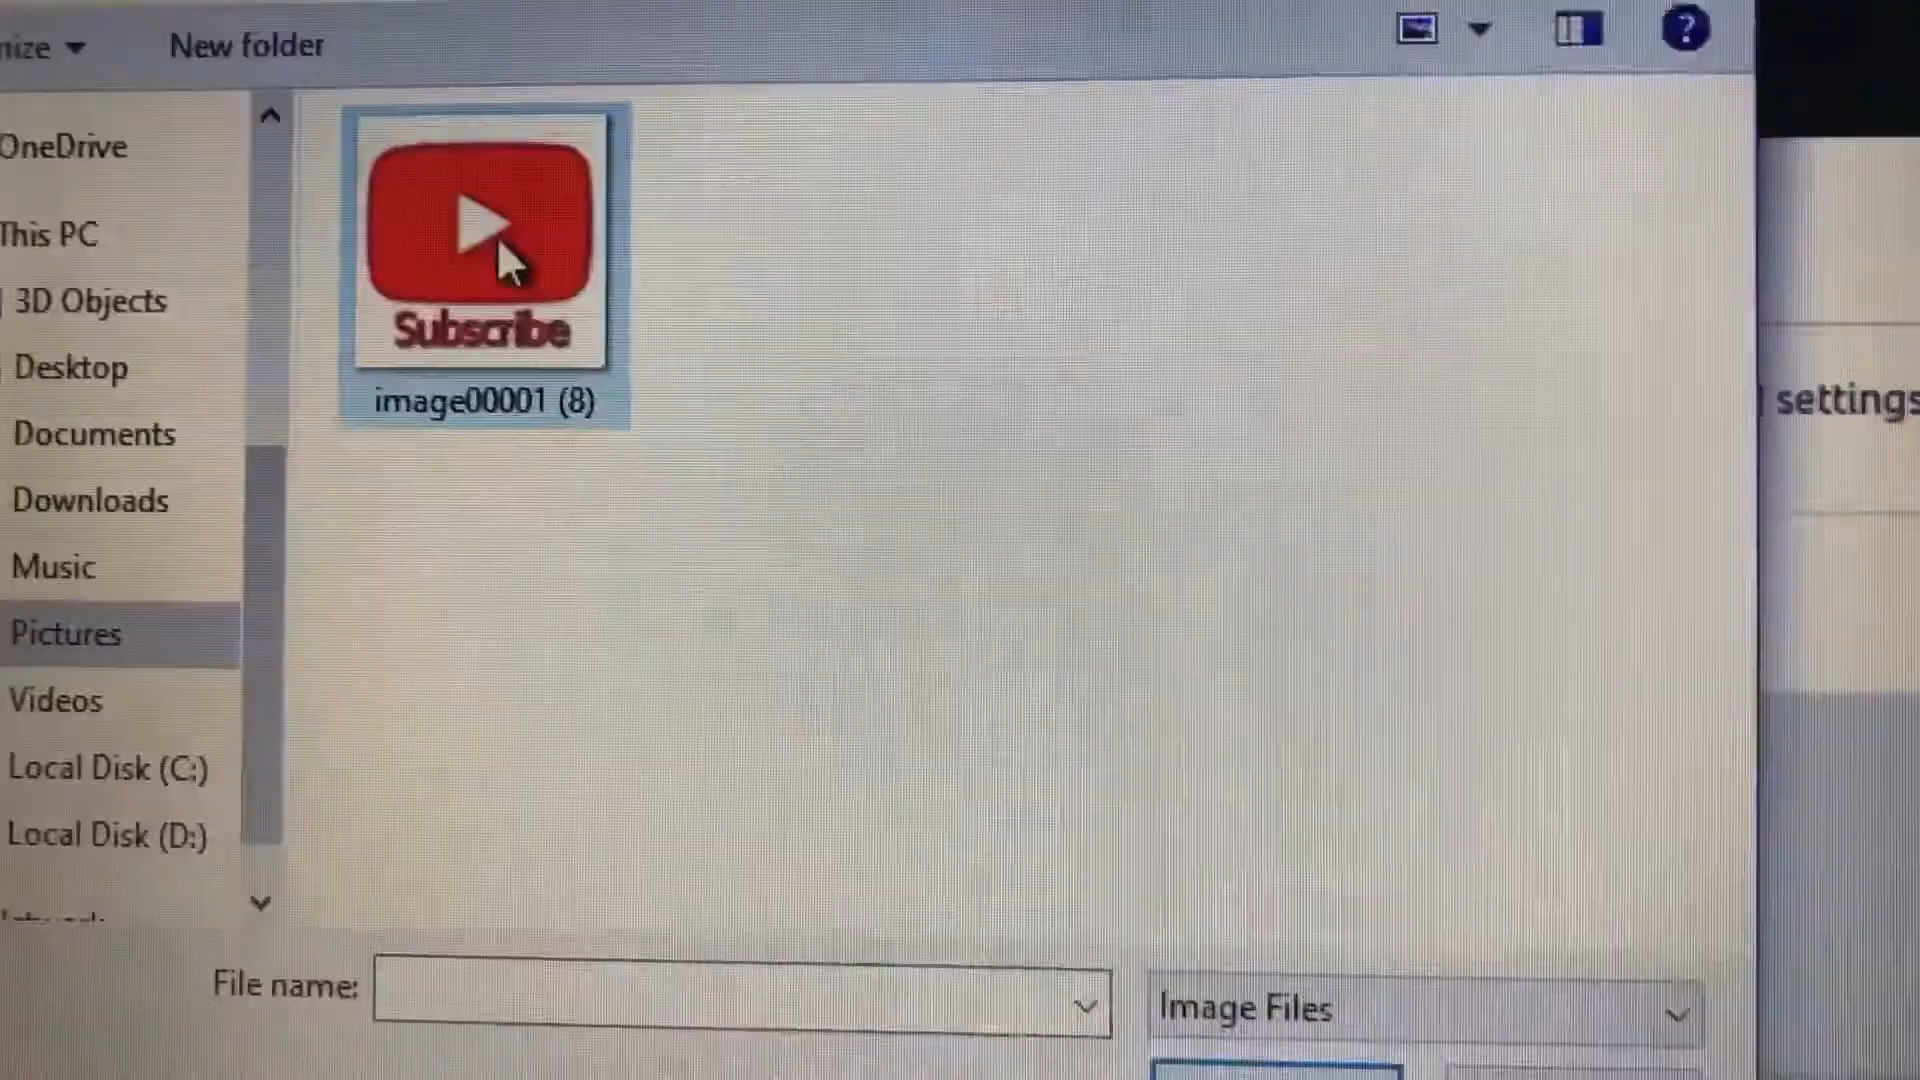 New folder
?
OneDrive
This PC
3D Objects
Desktop
Documents
Downloads
Music
Pictures
Videos
Local Disk (C:)
Local Disk (D:)
Subscribe
image00001 (8)
settings
File name:
Image Files